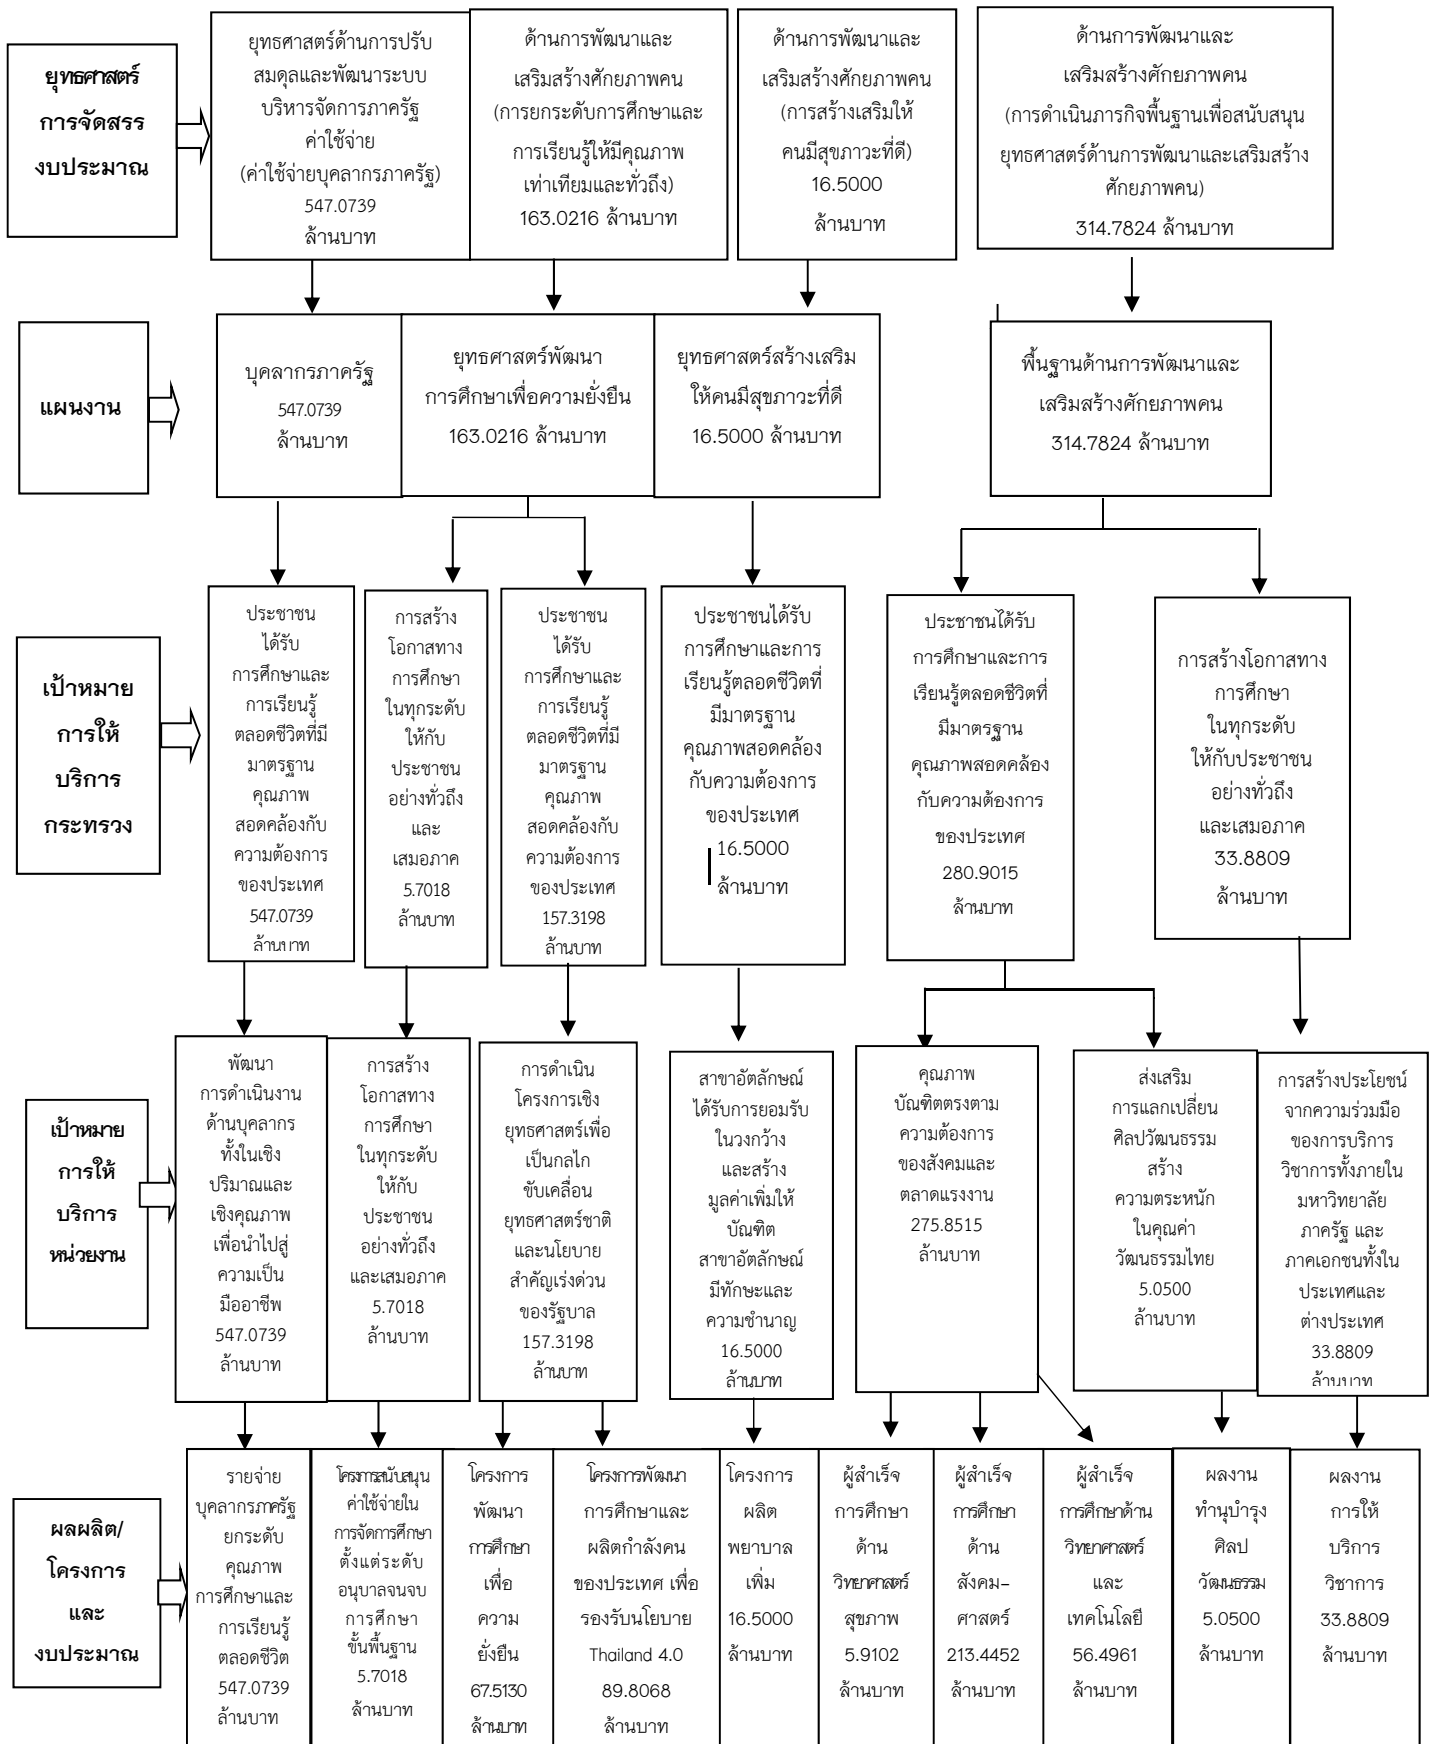 ยุทธศาสตร์
การจัดสรร
งบประมาณ
ยุทธศาสตร์ด้านการปรับ
สมดุลและพัฒนาระบบ
บริหารจัดการภาครัฐ
ค่าใช้จ่าย
(ค่าใช้จ่ายบุคลากรภาครัฐ)
547.0739
ล้านบาท
ด้านการพัฒนาและ
เสริมสร้างศักยภาพคน
(การยกระดับการศึกษาและ
การเรียนรู้ให้มีคุณภาพ
เท่าเทียมและทั่วถึง)
163.0216 ล้านบาท
ด้านการพัฒนาและ
เสริมสร้างศักยภาพคน
(การสร้างเสริมให้
คนมีสุขภาวะที่ดี)
16.5000
ล้านบาท
ด้านการพัฒนาและ
เสริมสร้างศักยภาพคน
(การดำเนินภารกิจพื้นฐานเพื่อสนับสนุน
ยุทธศาสตร์ด้านการพัฒนาและเสริมสร้าง
ศักยภาพคน)
314.7824 ล้านบาท
แผนงาน
บุคลากรภาครัฐ
547.0739
ล้านบาท
ยุทธศาสตร์พัฒนา
การศึกษาเพื่อความยั่งยืน
163.0216 ล้านบาท
ยุทธศาสตร์สร้างเสริม
ให้คนมีสุขภาวะที่ดี
16.5000 ล้านบาท
พื้นฐานด้านการพัฒนาและ
เสริมสร้างศักยภาพคน
314.7824 ล้านบาท
เป้าหมาย
การให้
บริการ
กระทรวง
ประชาชน
ได้รับ
การศึกษาและ
การเรียนรู้
ตลอดชีวิตที่มี
มาตรฐาน
คุณภาพ
สอดคล้องกับ
ความต้องการ
ของประเทศ
547.0739
ล้านบาท
การสร้าง
โอกาสทาง
การศึกษา
ในทุกระดับ
ให้กับ
ประชาชน
อย่างทั่วถึง
และ
เสมอภาค
5.7018
ล้านบาท
ประชาชน
ได้รับ
การศึกษาและ
การเรียนรู้
ตลอดชีวิตที่มี
มาตรฐาน
คุณภาพ
สอดคล้องกับ
ความต้องการ
ของประเทศ
157.3198
ล้านบาท
ประชาชนได้รับ
การศึกษาและการ
เรียนรู้ตลอดชีวิตที่
มีมาตรฐาน
คุณภาพสอดคล้อง
กับความต้องการ
ของประเทศ
16.5000
ล้านบาท
ประชาชนได้รับ
การศึกษาและการ
เรียนรู้ตลอดชีวิตที่
มีมาตรฐาน
คุณภาพสอดคล้อง
กับความต้องการ
ของประเทศ
280.9015
ล้านบาท
การสร้างโอกาสทาง
การศึกษา
ในทุกระดับ
ให้กับประชาชน
อย่างทั่วถึง
และเสมอภาค
33.8809
ล้านบาท
เป้าหมาย
การให้
บริการ
หน่วยงาน
พัฒนา
การดำเนินงาน
ด้านบุคลากร
ทั้งในเชิง
ปริมาณและ
เชิงคุณภาพ
เพื่อนำไปสู่
ความเป็น
มืออาชีพ
547.0739
ล้านบาท
การสร้าง
โอกาสทาง
การศึกษา
ในทุกระดับ
ให้กับ
ประชาชน
อย่างทั่วถึง
และเสมอภาค
5.7018
ล้านบาท
การดำเนิน
โครงการเชิง
ยุทธศาสตร์เพื่อ
เป็นกลไก
ขับเคลื่อน
ยุทธศาสตร์ชาติ
และนโยบาย
สำคัญเร่งด่วน
ของรัฐบาล
157.3198
ล้านบาท
สาขาอัตลักษณ์
ได้รับการยอมรับ
ในวงกว้าง
และสร้าง
มูลค่าเพิ่มให้
บัณฑิต
สาขาอัตลักษณ์
มีทักษะและ
ความชำนาญ
16.5000
ล้านบาท
คุณภาพ
บัณฑิตตรงตาม
ความต้องการ
ของสังคมและ
ตลาดแรงงาน
275.8515
ล้านบาท
ส่งเสริม
การแลกเปลี่ยน
ศิลปวัฒนธรรม
สร้าง
ความตระหนัก
ในคุณค่า
วัฒนธรรมไทย
5.0500
ล้านบาท
การสร้างประโยชน์
จากความร่วมมือ
ของการบริการ
วิชาการทั้งภายใน
มหาวิทยาลัย
ภาครัฐ และ
ภาคเอกชนทั้งใน
ประเทศและ
ต่างประเทศ
33.8809
ล้านบาท
ผลผลิต/
โครงการ
และ
งบประมาณ
รายจ่าย
บุคลากรภาครัฐ
ยกระดับ
คุณภาพ
การศึกษาและ
การเรียนรู้
ตลอดชีวิต
547.0739
ล้านบาท
โครงการสนับสนุน
ค่าใช้จ่ายใน
การจัดการศึกษา
ตั้งแต่ระดับ
อนุบาลจนจบ
การศึกษา
ขั้นพื้นฐาน
5.7018
ล้านบาท
โครงการ
พัฒนา
การศึกษา
เพื่อ
ความ
ยั่งยืน
67.5130
ล้านบาท
โครงการพัฒนา
การศึกษาและ
ผลิตกำลังคน
ของประเทศ เพื่อ
รองรับนโยบาย
Thailand 4.0
89.8068
ล้านบาท
โครงการ
ผลิต
พยาบาล
เพิ่ม
16.5000
ล้านบาท
ผู้สำเร็จ
การศึกษา
ด้าน
วิทยาศาสตร์
สุขภาพ
5.9102
ล้านบาท
ผู้สำเร็จ
การศึกษา
ด้าน
สังคม-
ศาสตร์
213.4452
ล้านบาท
ผู้สำเร็จ
การศึกษาด้าน
วิทยาศาสตร์
และ
เทคโนโลยี
56.4961
ล้านบาท
ผลงาน
ทำนุบำรุง
ศิลป
วัฒนธรรม
5.0500
ล้านบาท
ผลงาน
การให้
บริการ
วิชาการ
33.8809
ล้านบาท